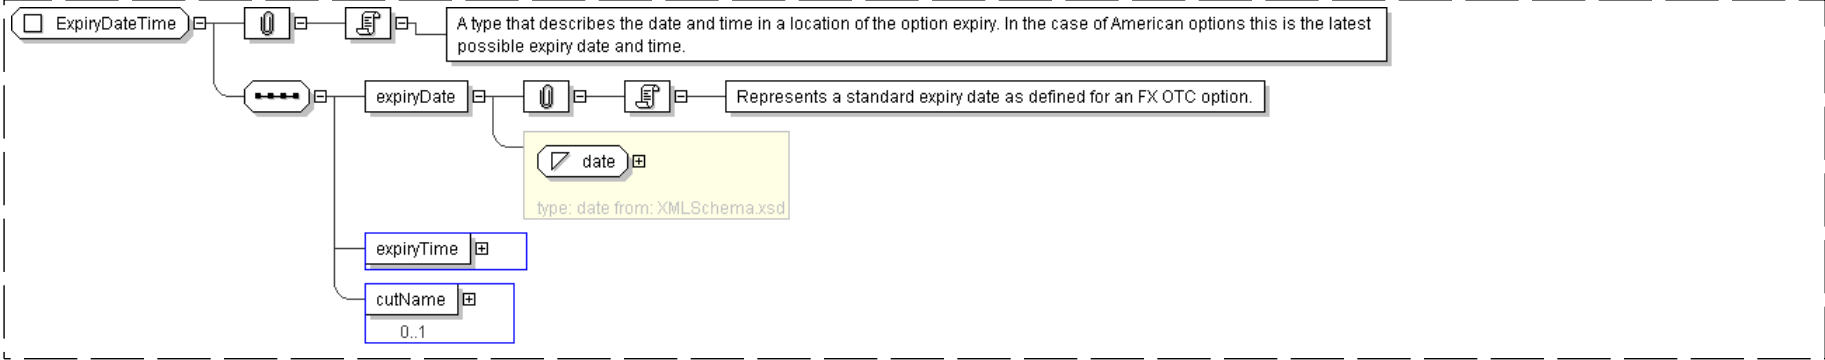 ExpiryDateTime
A type that describes the date and time in a location of the option expiry. In the case of American options this is the latest
possible expiry date and time.
expiryDate
Represents a standard expiry date as defined for an FX OTC option.
date
type: date from: XMLSchema.xsd
expiryTime
cutName
0..1